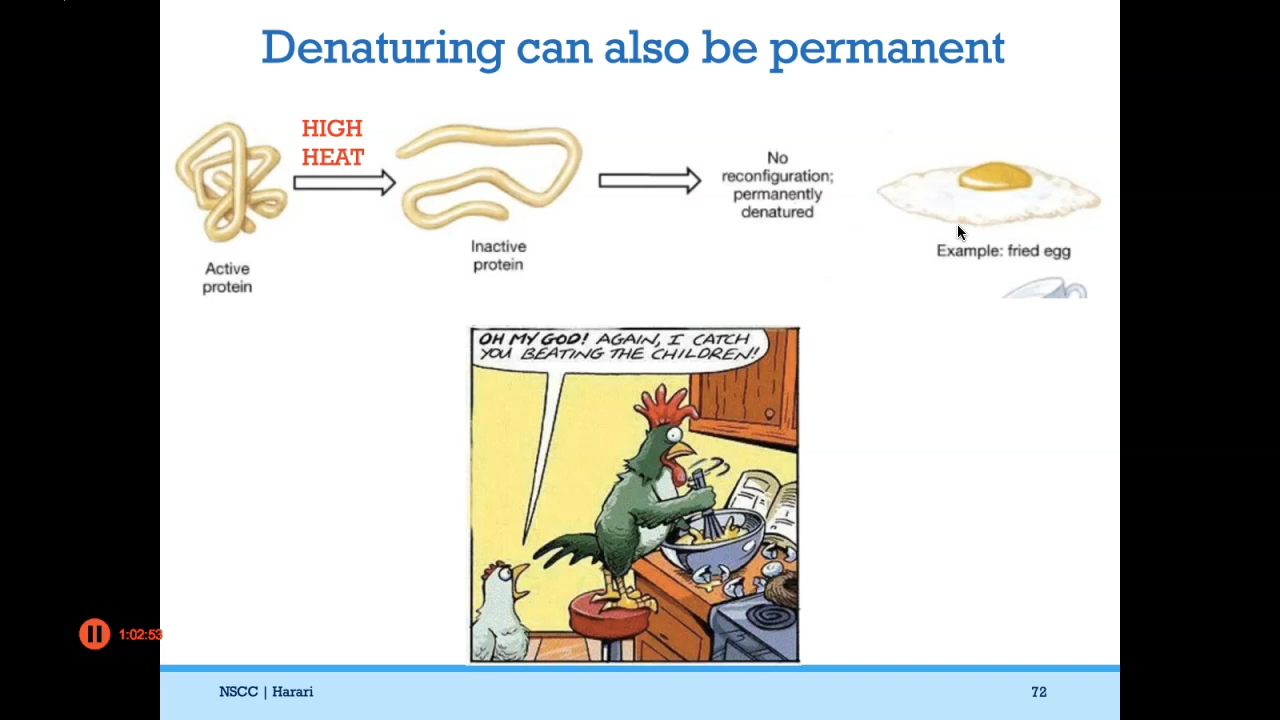 Denaturing can also be permanent
HIGH
HEAT
Active
protein
Inactive
protein
No
reconfiguration;
permanently
denatured
Example: fried egg
OH MY GOD! AGAIN, I CATCH
YOU BEATING THE CHILDREN!
1:02:53
NSCC | Harari
72